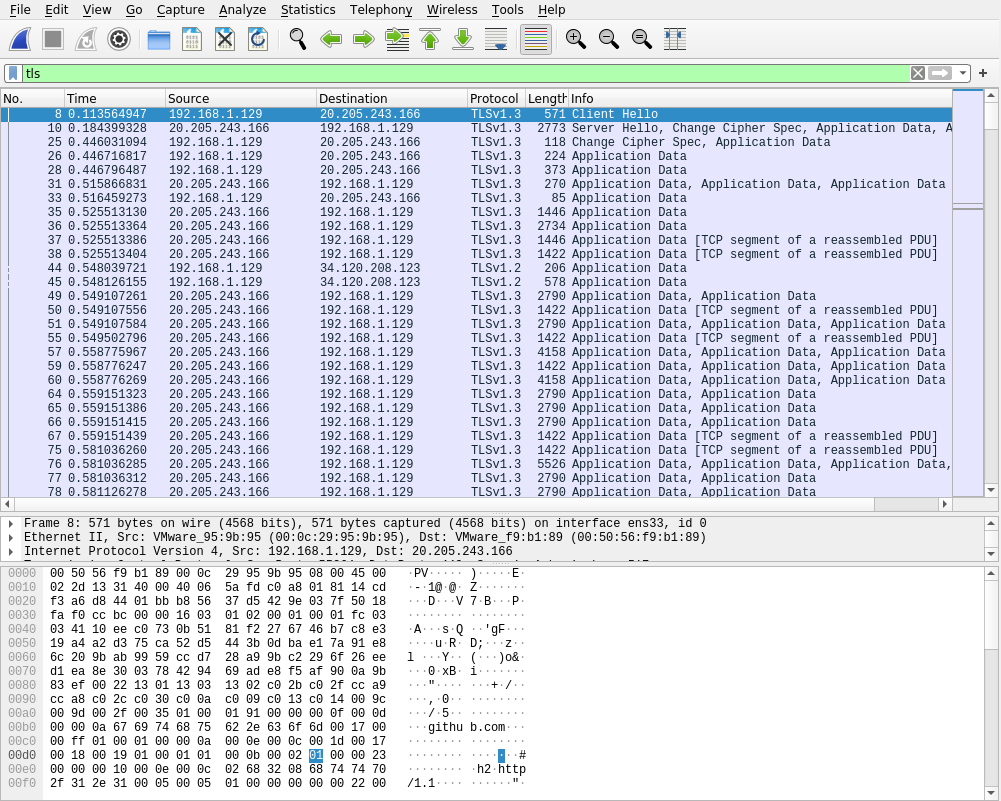 File Edit View Go Capture Analyze Statistics Telephony Wireless Tools Help
tls
No. Time Source Destination Protocol Length Info
8 0.113564947 192.168.1.129 20.205.243.166 TLSv1.3 571 Client Hello
10 0.184399328 20.205.243.166 192.168.1.129 TLSv1.3 2773 Server Hello, Change Cipher Spec, Application Data, A
25 0.446031094 192.168.1.129 20.205.243.166 TLSv1.3 118 Change Cipher Spec, Application Data
26 0.446716817 192.168.1.129 20.205.243.166 TLSv1.3 224 Application Data
28 0.446796487 192.168.1.129 20.205.243.166 TLSv1.3 373 Application Data
31 0.515866831 20.205.243.166 192.168.1.129 TLSv1.3 270 Application Data, Application Data, Application Data
33 0.516459273 192.168.1.129 20.205.243.166 TLSv1.3 85 Application Data
35 0.525513130 20.205.243.166 192.168.1.129 TLSv1.3 1446 Application Data
36 0.525513364 20.205.243.166 192.168.1.129 TLSv1.3 2734 Application Data
37 0.525513386 20.205.243.166 192.168.1.129 TLSv1.3 1446 Application Data [TCP segment of a reassembled PDU]
38 0.525513404 20.205.243.166 192.168.1.129 TLSv1.3 1422 Application Data [TCP segment of a reassembled PDU]
44 0.548039721 192.168.1.129 34.120.208.123 TLSv1.2 206 Application Data
45 0.548126155 192.168.1.129 34.120.208.123 TLSv1.2 578 Application Data
49 0.549107261 20.205.243.166 192.168.1.129 TLSv1.3 2790 Application Data, Application Data
50 0.549107556 20.205.243.166 192.168.1.129 TLSv1.3 1422 Application Data [TCP segment of a reassembled PDU]
51 0.549107584 20.205.243.166 192.168.1.129 TLSv1.3 2790 Application Data, Application Data, Application Data
55 0.549502796 20.205.243.166 192.168.1.129 TLSv1.3 1422 Application Data [TCP segment of a reassembled PDU]
57 0.558775967 20.205.243.166 192.168.1.129 TLSv1.3 4158 Application Data, Application Data, Application Data
59 0.558776247 20.205.243.166 192.168.1.129 TLSv1.3 1422 Application Data, Application Data, Application Data
60 0.558776269 20.205.243.166 192.168.1.129 TLSv1.3 4158 Application Data, Application Data, Application Data
64 0.559151323 20.205.243.166 192.168.1.129 TLSv1.3 2790 Application Data, Application Data
65 0.559151386 20.205.243.166 192.168.1.129 TLSv1.3 2790 Application Data, Application Data
66 0.559151415 20.205.243.166 192.168.1.129 TLSv1.3 2790 Application Data, Application Data
67 0.559151439 20.205.243.166 192.168.1.129 TLSv1.3 1422 Application Data [TCP segment of a reassembled PDU]
75 0.581036260 20.205.243.166 192.168.1.129 TLSv1.3 1422 Application Data [TCP segment of a reassembled PDU]
76 0.581036285 20.205.243.166 192.168.1.129 TLSv1.3 5526 Application Data, Application Data, Application Data,
77 0.581036312 20.205.243.166 192.168.1.129 TLSv1.3 2790 Application Data, Application Data
78 0.581126278 20.205.243.166 192.168.1.129 TLSv1.3 2790 Application Data, Application Data
Frame 8: 571 bytes on wire (4568 bits), 571 bytes captured (4568 bits) on interface ens33, id 0
Ethernet II, Src: VMware_95:9b:95 (00:0c:29:95:9b:95), Dst: VMware_f9:b1:89 (00:50:56:f9:b1:89)
Internet Protocol Version 4, Src: 192.168.1.129, Dst: 20.205.243.166
0000 00 50 56 f9 b1 89 00 0c 29 95 9b 95 08 00 45 00 ·PV····· )·····E·
0010 02 2d 13 31 40 00 40 06 5a fd c0 a8 01 81 14 cd ·-·1@·@· Z·······
0020 f3 a6 d8 44 01 bb b8 56 37 d5 42 9e 03 7f 50 18 ···D···V 7·B···P·
0030 fa f0 cc bc 00 00 16 03 01 02 00 01 00 01 fc 03 ········ ········
0040 03 41 10 ee c0 73 0b 51 81 f2 27 67 46 b7 c8 e3 ·A···s·Q ··'gF···
0050 19 a4 a2 d3 75 ca 52 d5 44 3b 0d ba e1 7a 91 e8 ····u·R· D;···z··
0060 6c 20 9b ab 99 59 cc d7 28 a9 9b c2 29 6f 26 ee l ···Y·· (···)o&·
0070 d1 ea 8e 30 03 78 42 94 69 ad e8 f5 af 90 0a 9b ···0·xB· i·······
0080 83 ef 00 22 13 01 13 03 13 02 c0 2b c0 2f cc a9 ···"···· ···+·/··
0090 cc a8 c0 2c c0 30 c0 0a c0 09 c0 13 c0 14 00 9c ···,·0·· ········
00a0 00 9d 00 2f 00 35 01 00 01 91 00 00 00 0f 00 0d ···/·5·· ········
00b0 00 00 0a 67 69 74 68 75 62 2e 63 6f 6d 00 17 00 ···githu b.com···
00c0 00 ff 01 00 01 00 00 0a 00 0e 00 0c 00 1d 00 17 ········ ········
00d0 00 18 00 19 01 00 01 01 00 0b 00 02 01 00 00 23 ········ ·······#
00e0 00 00 00 10 00 0e 00 0c 02 68 32 08 68 74 74 70 ········ ·h2·http
00f0 2f 31 2e 31 00 05 00 05 01 00 00 00 00 00 22 00 /1.1···· ······"·